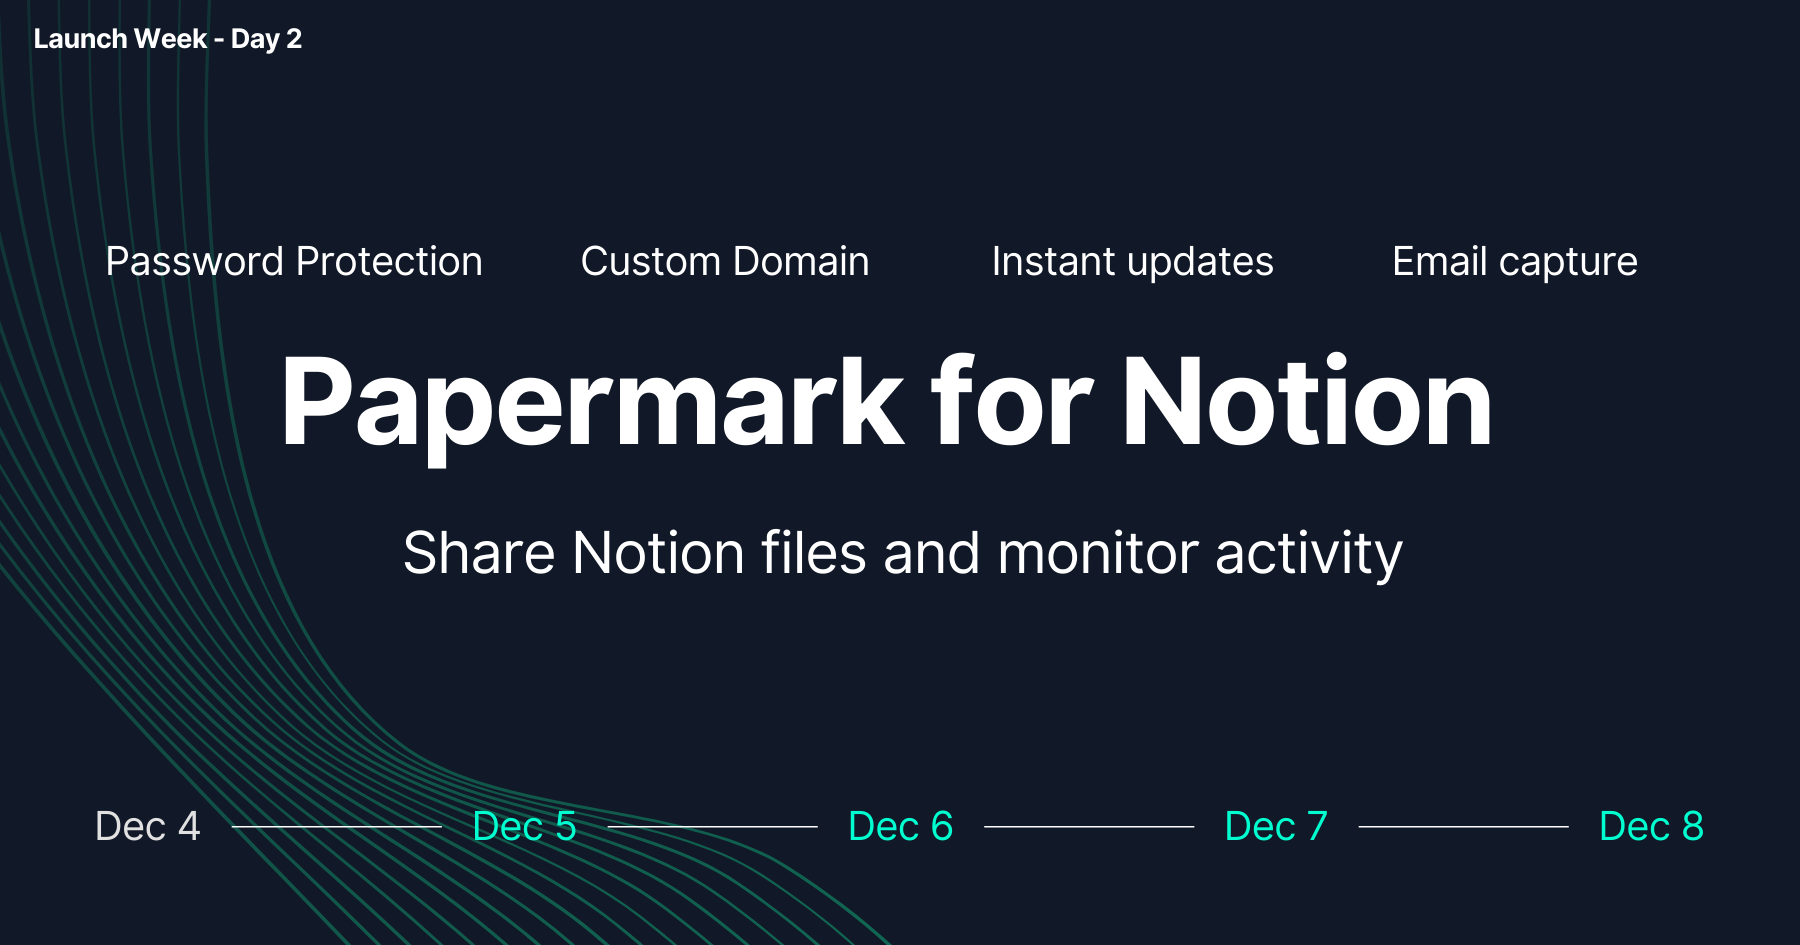 Launch Week - Day 2
Password Protection Custom Domain Instant updates Email capture
Papermark for Notion
Share Notion files and monitor activity
Dec 4 Dec 5 Dec 6 Dec 7 Dec 8